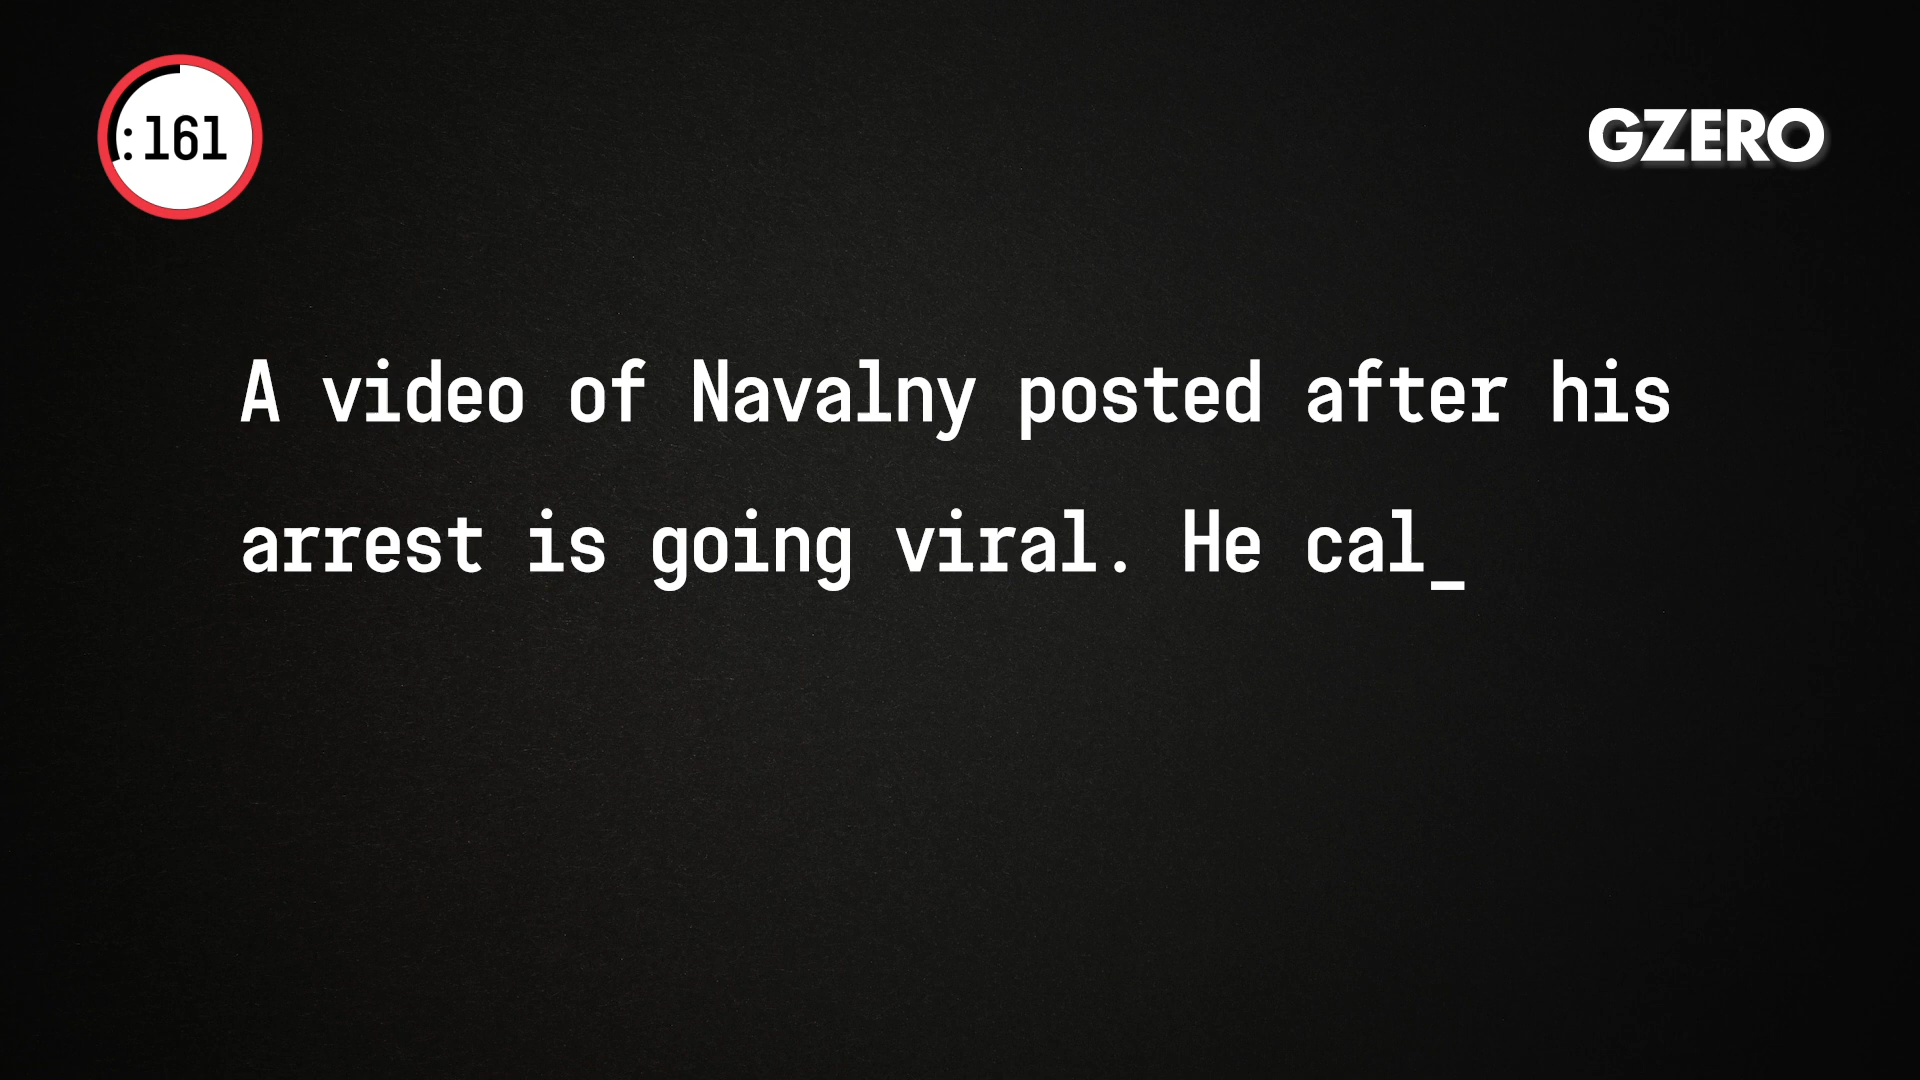 :161
GZERO
A video of Navalny posted after his
arrest is going viral. He cal_